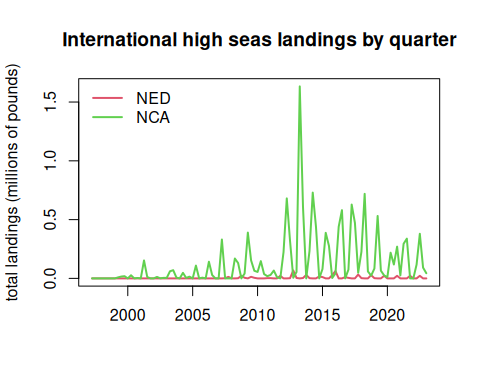 International high seas landings by quarter
total landings (millions of pounds)
1.5
1.0
0.5
0.0
NED
NCA
2000 2005 2010 2015 2020